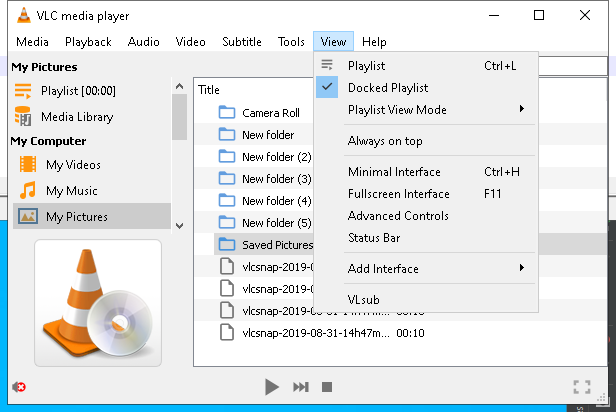 VLC media player
Media Playback Audio Video Subtitle Tools View Help
My Pictures
Playlist [00:00]
Media Library
My Computer
My Videos
My Music
My Pictures
Title
Camera Roll
New folder
New folder (2)
New folder (3)
New folder (4)
New folder (5)
Saved Pictures
vlcsnap-2019-0
vlcsnap-2019-0
vlcsnap-2019-0
vlcsnap-2019-08-31-14h47m... 00:10
Playlist Ctrl+L
Docked Playlist
Playlist View Mode
Always on top
Minimal Interface Ctrl+H
Fullscreen Interface F11
Advanced Controls
Status Bar
Add Interface
VLsub